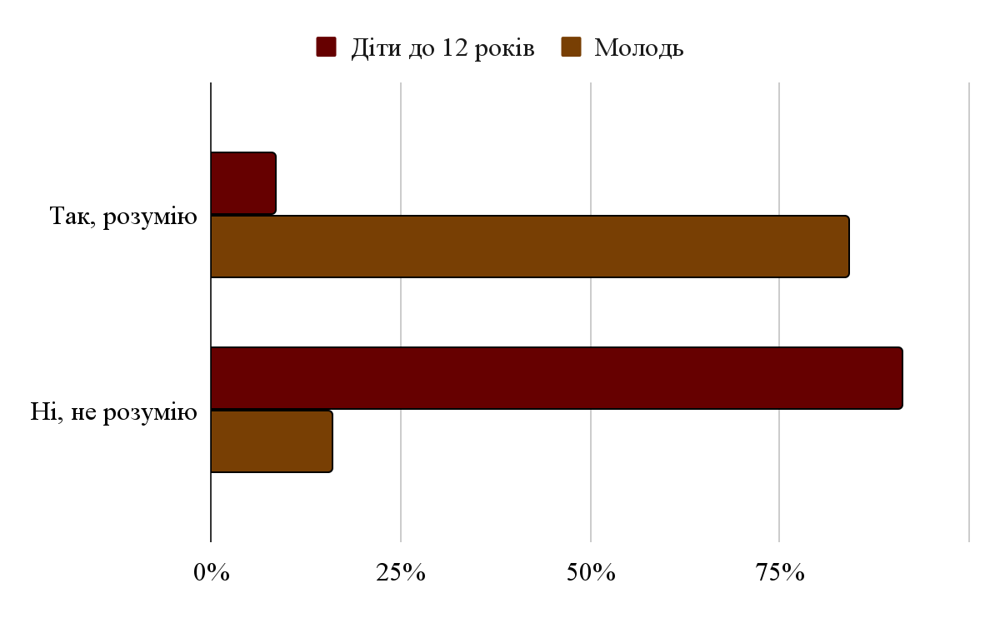 Діти до 12 років Молодь
Так, розумію
Ні, не розумію
0% 25% 50% 75%